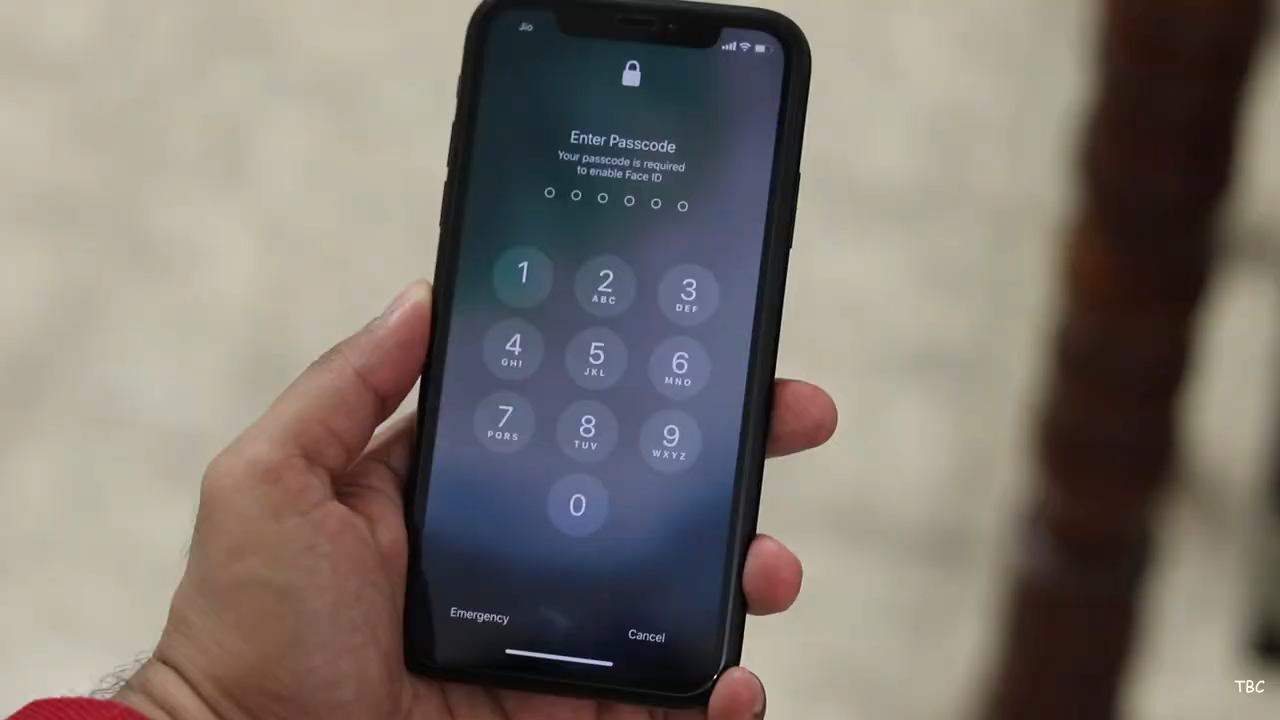 Jio
Enter Passcode
Your passcode is required
to enable Face ID
1 2 3
ABC DEF
4 5 6
GHI JKL MNO
7 8 9
PQRS TUV WXYZ
0
Emergency
Cancel
TBC